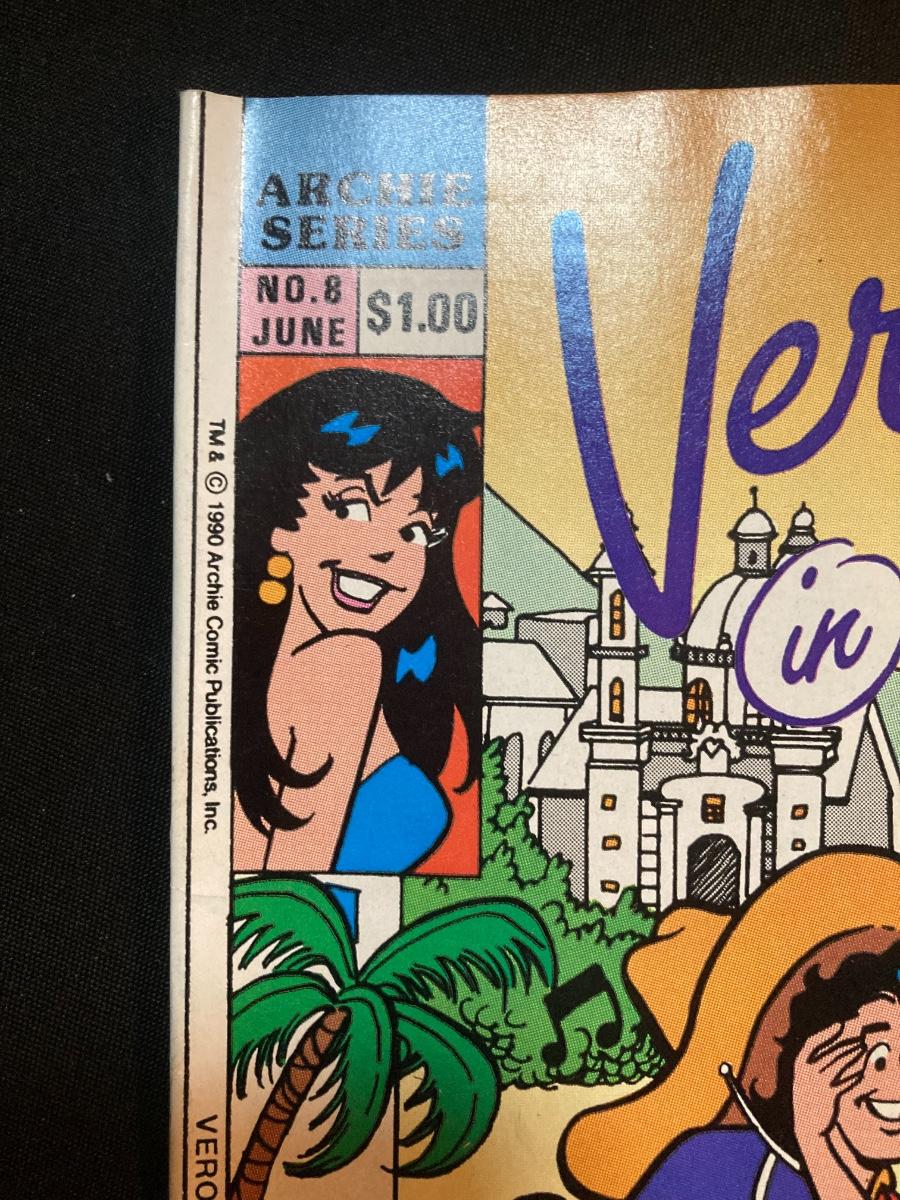 ARCHIE
SERIES
NO.8
JUNE
$1.00
Ver
in
TM & © 1990 Archie Comic Publications, Inc.
VERO